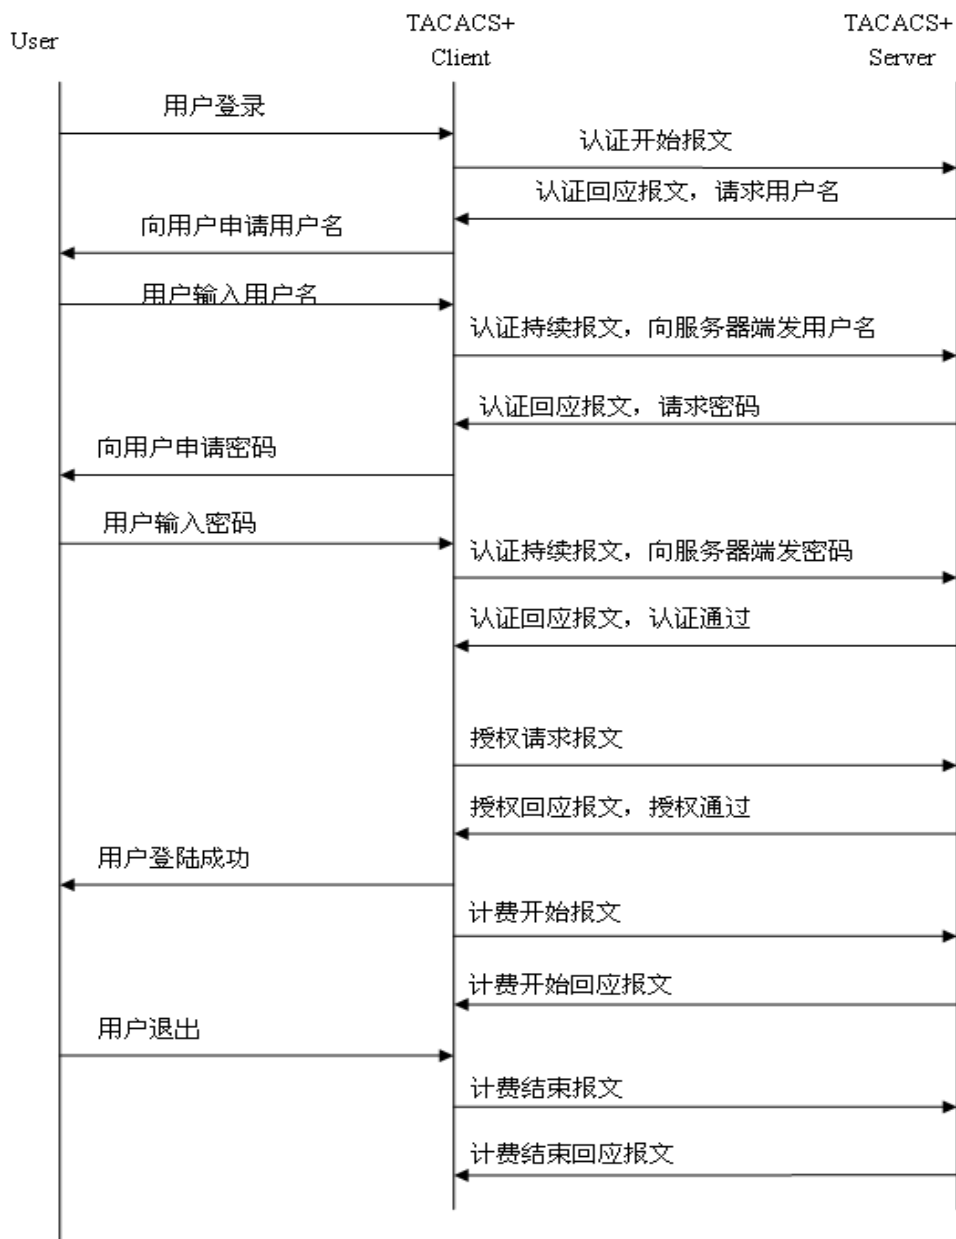 User
TACACS+
Client
TACACS+
Server
用户登录
认证开始报文
认证回应报文，请求用户名
向用户申请用户名
用户输入用户名
认证持续报文，向服务器端发用户名
认证回应报文，请求密码
向用户申请密码
用户输入密码
认证持续报文，向服务器端发密码
认证回应报文，认证通过
授权请求报文
授权回应报文，授权通过
用户登陆成功
计费开始报文
计费开始回应报文
用户退出
计费结束报文
计费结束回应报文